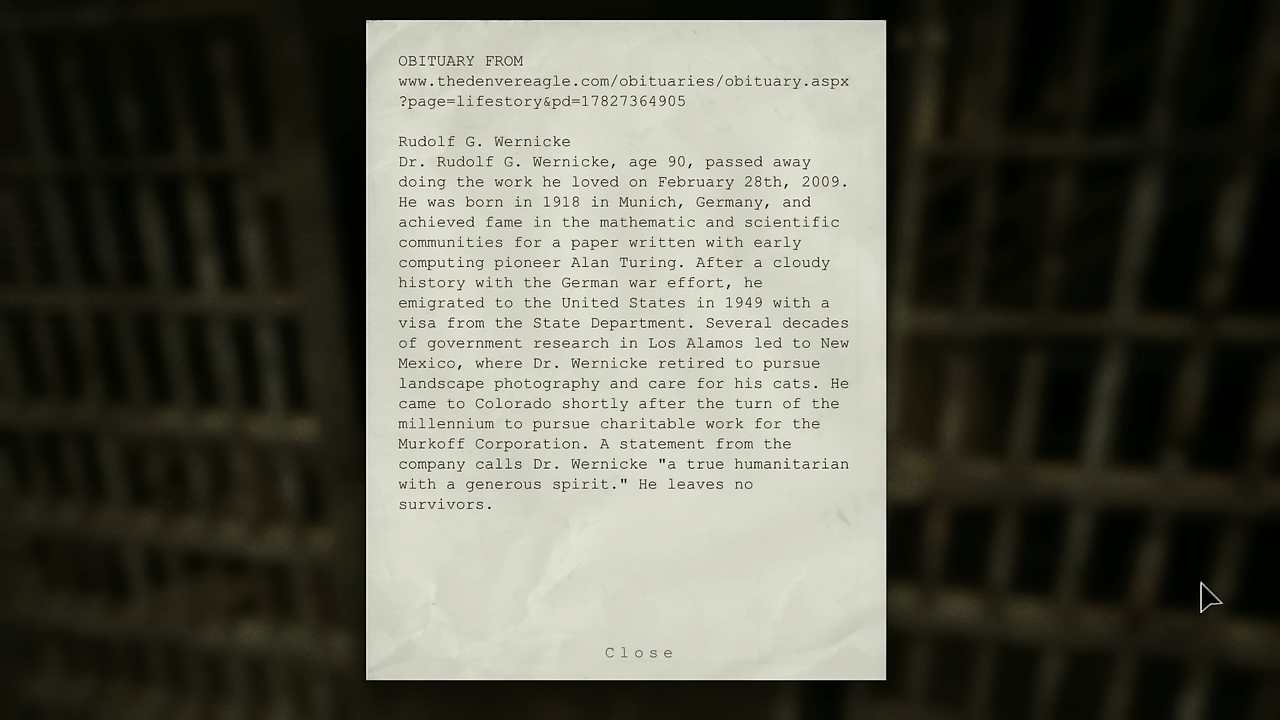 OBITUARY FROM
www.thedenvereagle.com/obituaries/obituary.aspx
?page=lifestory&pd=17827364905
Rudolf G. Wernicke
Dr. Rudolf G. Wernicke, age 90, passed away
doing the work he loved on February 28th, 2009.
He was born in 1918 in Munich, Germany, and
achieved fame in the mathematic and scientific
communities for a paper written with early
computing pioneer Alan Turing. After a cloudy
history with the German war effort, he
emigrated to the United States in 1949 with a
visa from the State Department. Several decades
of government research in Los Alamos led to New
Mexico, where Dr. Wernicke retired to pursue
landscape photography and care for his cats. He
came to Colorado shortly after the turn of the
millennium to pursue charitable work for the
Murkoff Corporation. A statement from the
company calls Dr. Wernicke "a true humanitarian
with a generous spirit." He leaves no
survivors.
Close